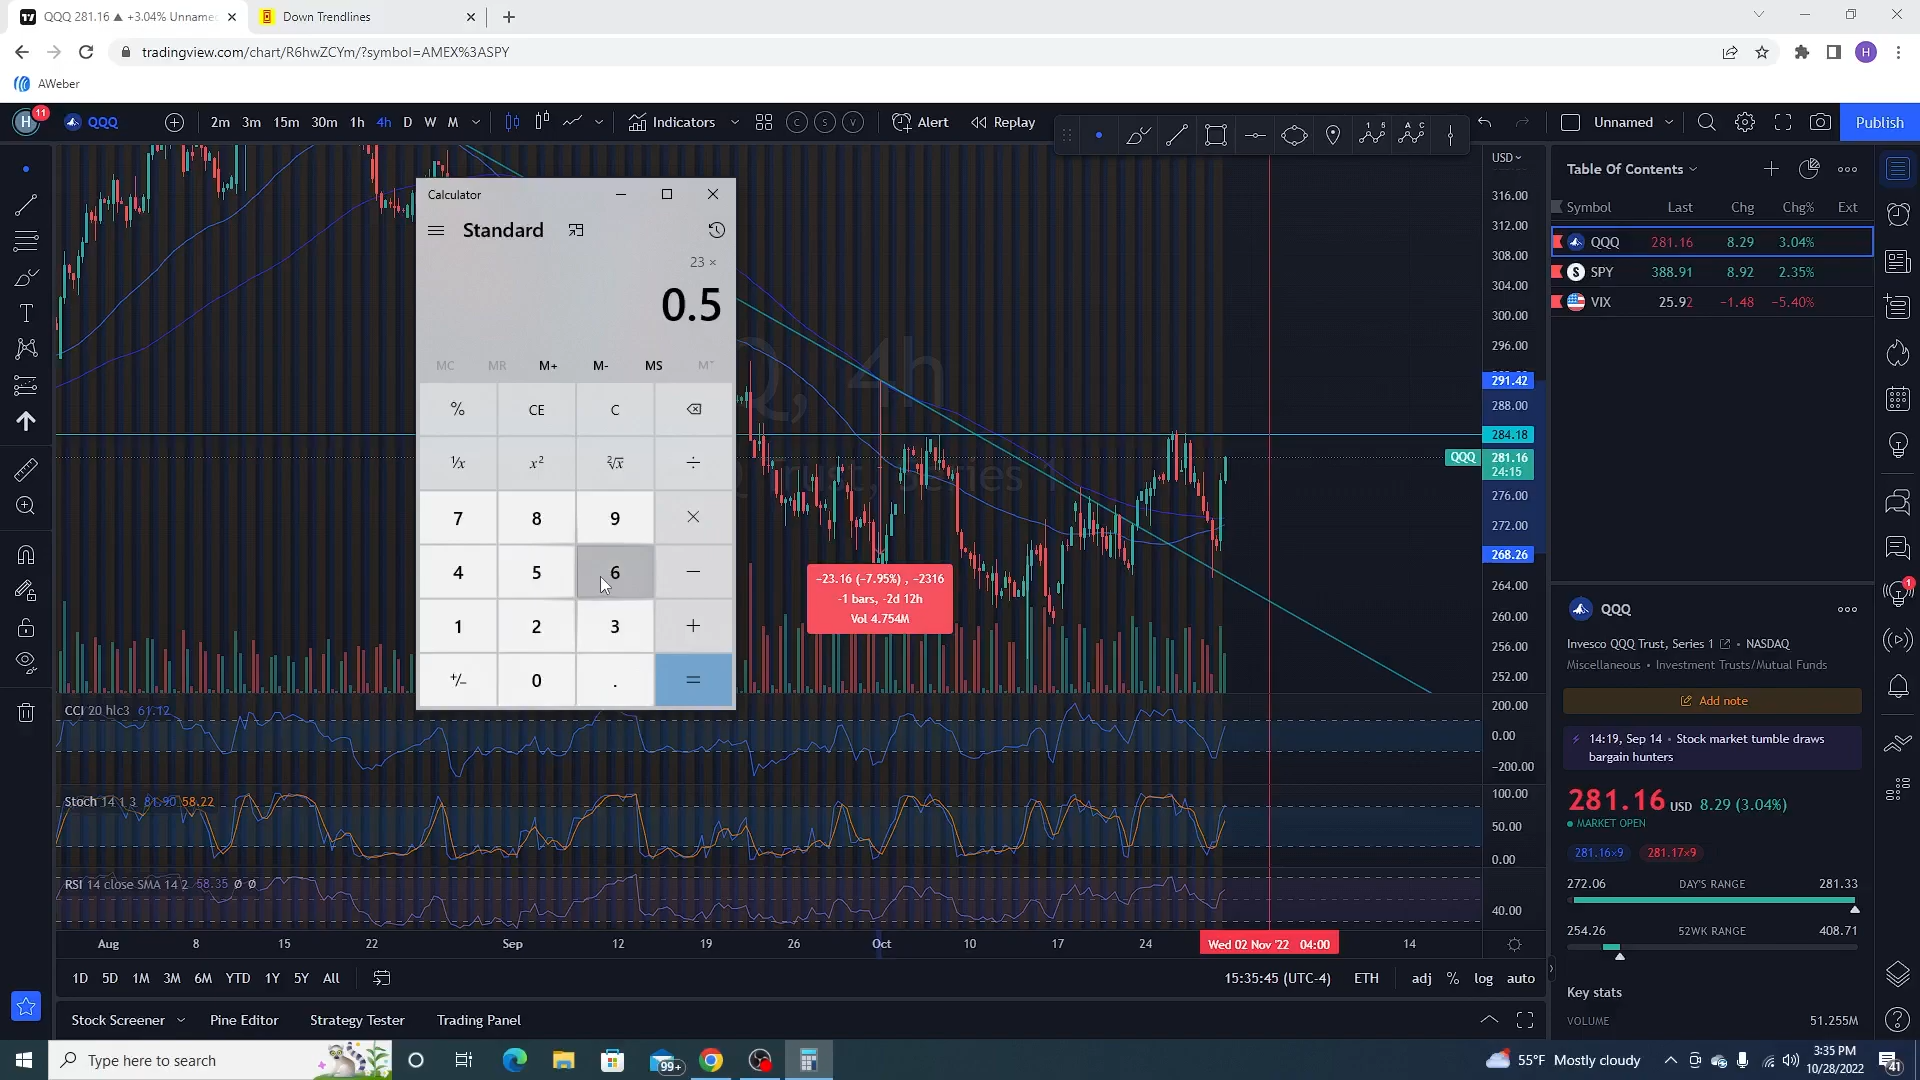 QQQ 281.16 ▲ +3.04% Unname
Down Trendlines
tradingview.com/chart/R6hwZCYm/?symbol=AMEX%3ASPY
H
AWeber
H 11
QQQ
2m 3m 15m 30m 1h 4h D W M
Indicators
C S V
Alert
Replay
Unnamed
Publish
USD
316.00
312.00
308.00
304.00
300.00
296.00
291.42
288.00
284.18
QQQ 281.16
24:15
276.00
272.00
268.26
264.00
260.00
256.00
252.00
Calculator
Standard
23 ×
0.5
MC MR M+ M- MS M˅
% CE C
¹/x x² ²√x ÷
7 8 9 ×
4 5 6 −
1 2 3 +
+/− 0 . =
Q, 4h
Trust, Series 1
−23.16 (−7.95%) , −2316
-1 bars, -2d 12h
Vol 4.754M
CCI 20 hlc3 61.12
200.00
0.00
−200.00
Stoch 14 1 3 81.90 58.22
100.00
50.00
0.00
RSI 14 close SMA 14 2 58.35 Ø Ø
40.00
Aug 8 15 22 Sep 12 19 26 Oct 10 17 24 Wed 02 Nov '22 04:00 14
1D 5D 1M 3M 6M YTD 1Y 5Y All
15:35:45 (UTC-4) ETH adj % log auto
Stock Screener Pine Editor Strategy Tester Trading Panel
Table Of Contents
Symbol Last Chg Chg% Ext
QQQ 281.16 8.29 3.04%
SPY 388.91 8.92 2.35%
VIX 25.92 −1.48 −5.40%
QQQ
Invesco QQQ Trust, Series 1 • NASDAQ
Miscellaneous • Investment Trusts/Mutual Funds
Add note
14:19, Sep 14 • Stock market tumble draws
bargain hunters
281.16 USD 8.29 (3.04%)
MARKET OPEN
281.16×9 281.17×9
272.06 DAY'S RANGE 281.33
254.26 52WK RANGE 408.71
Key stats
VOLUME 51.255M
1
Type here to search
99+
55°F Mostly cloudy
3:35 PM
10/28/2022
41